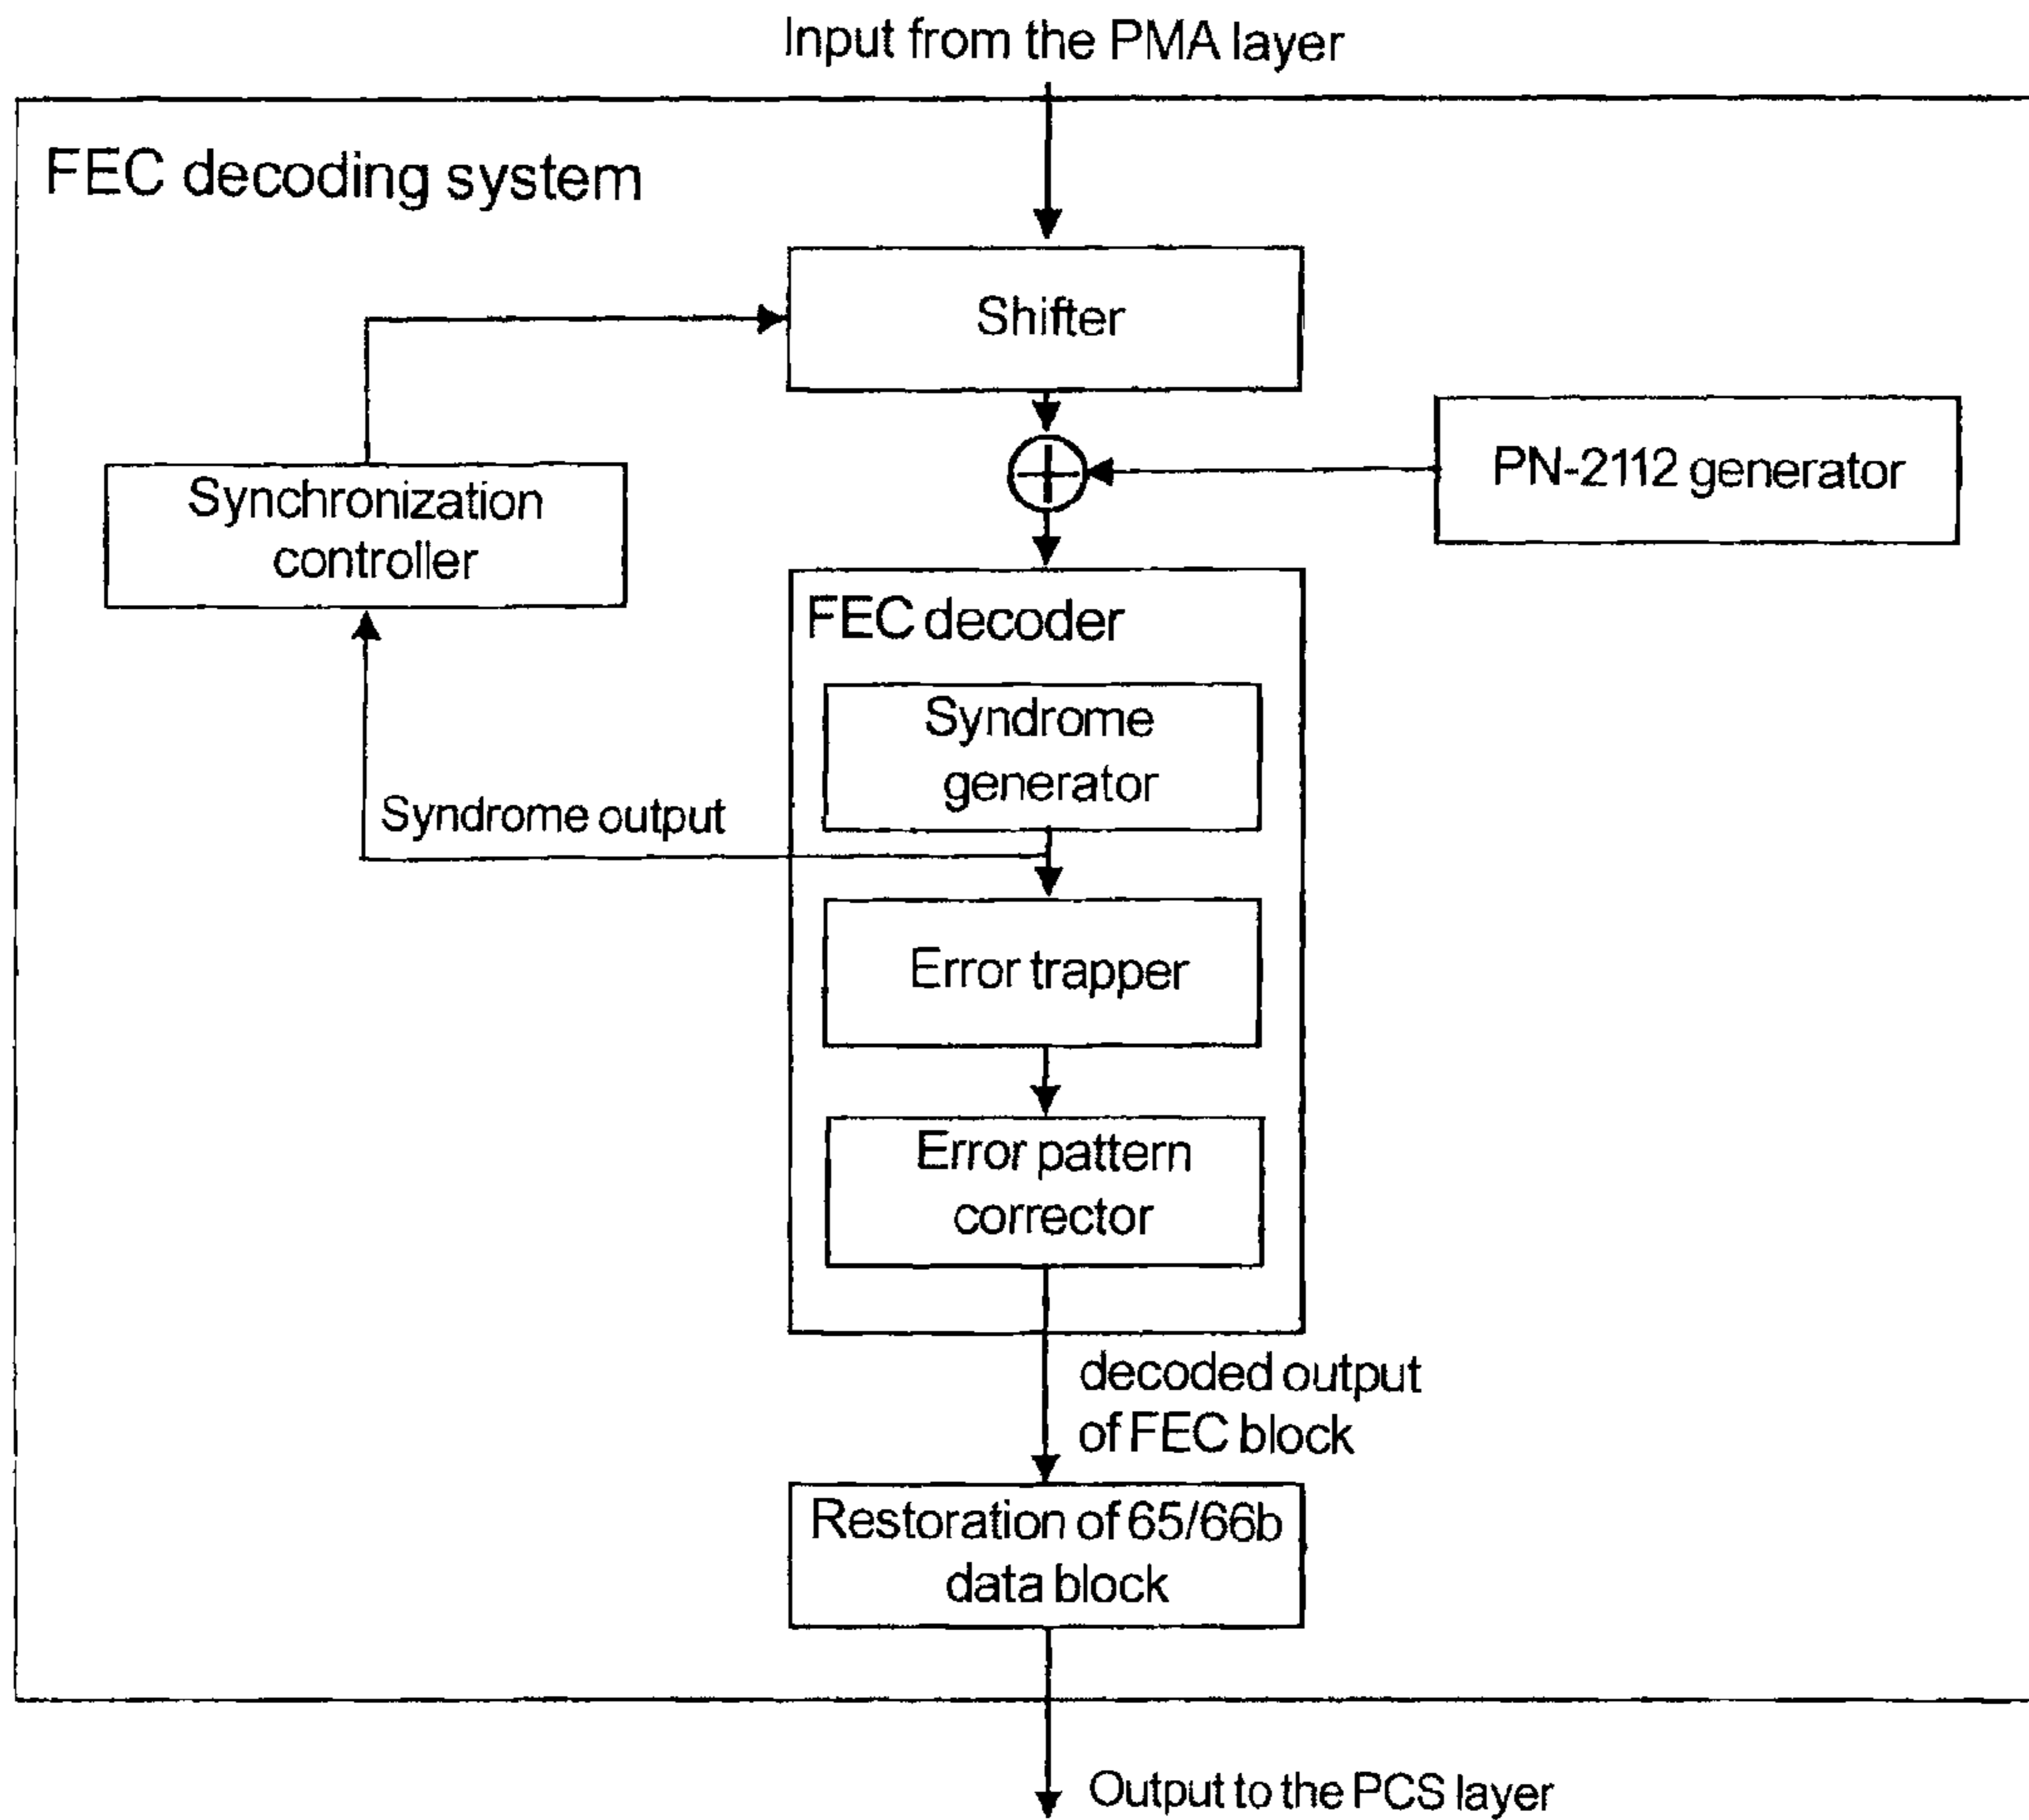 Input from the PMA layer
FEC decoding system
Shifter
PN-2112 generator
Synchronization
controller
FEC decoder
Syndrome
generator
Syndrome output
Error trapper
Error pattern
corrector
decoded output
of FEC block
Restoration of 65/66b
data block
Output to the PCS layer